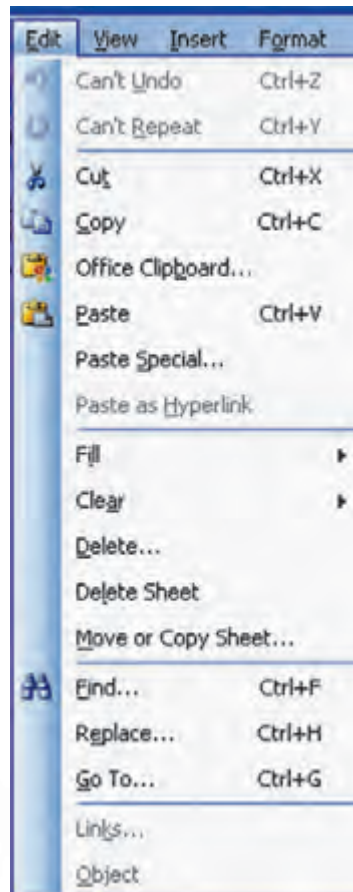 Edit View Insert Format
Can't Undo Ctrl+Z
Can't Repeat Ctrl+Y
Cut Ctrl+X
Copy Ctrl+C
Office Clipboard...
Paste Ctrl+V
Paste Special...
Paste as Hyperlink
Fill
Clear
Delete...
Delete Sheet
Move or Copy Sheet...
Find... Ctrl+F
Replace... Ctrl+H
Go To... Ctrl+G
Links...
Object